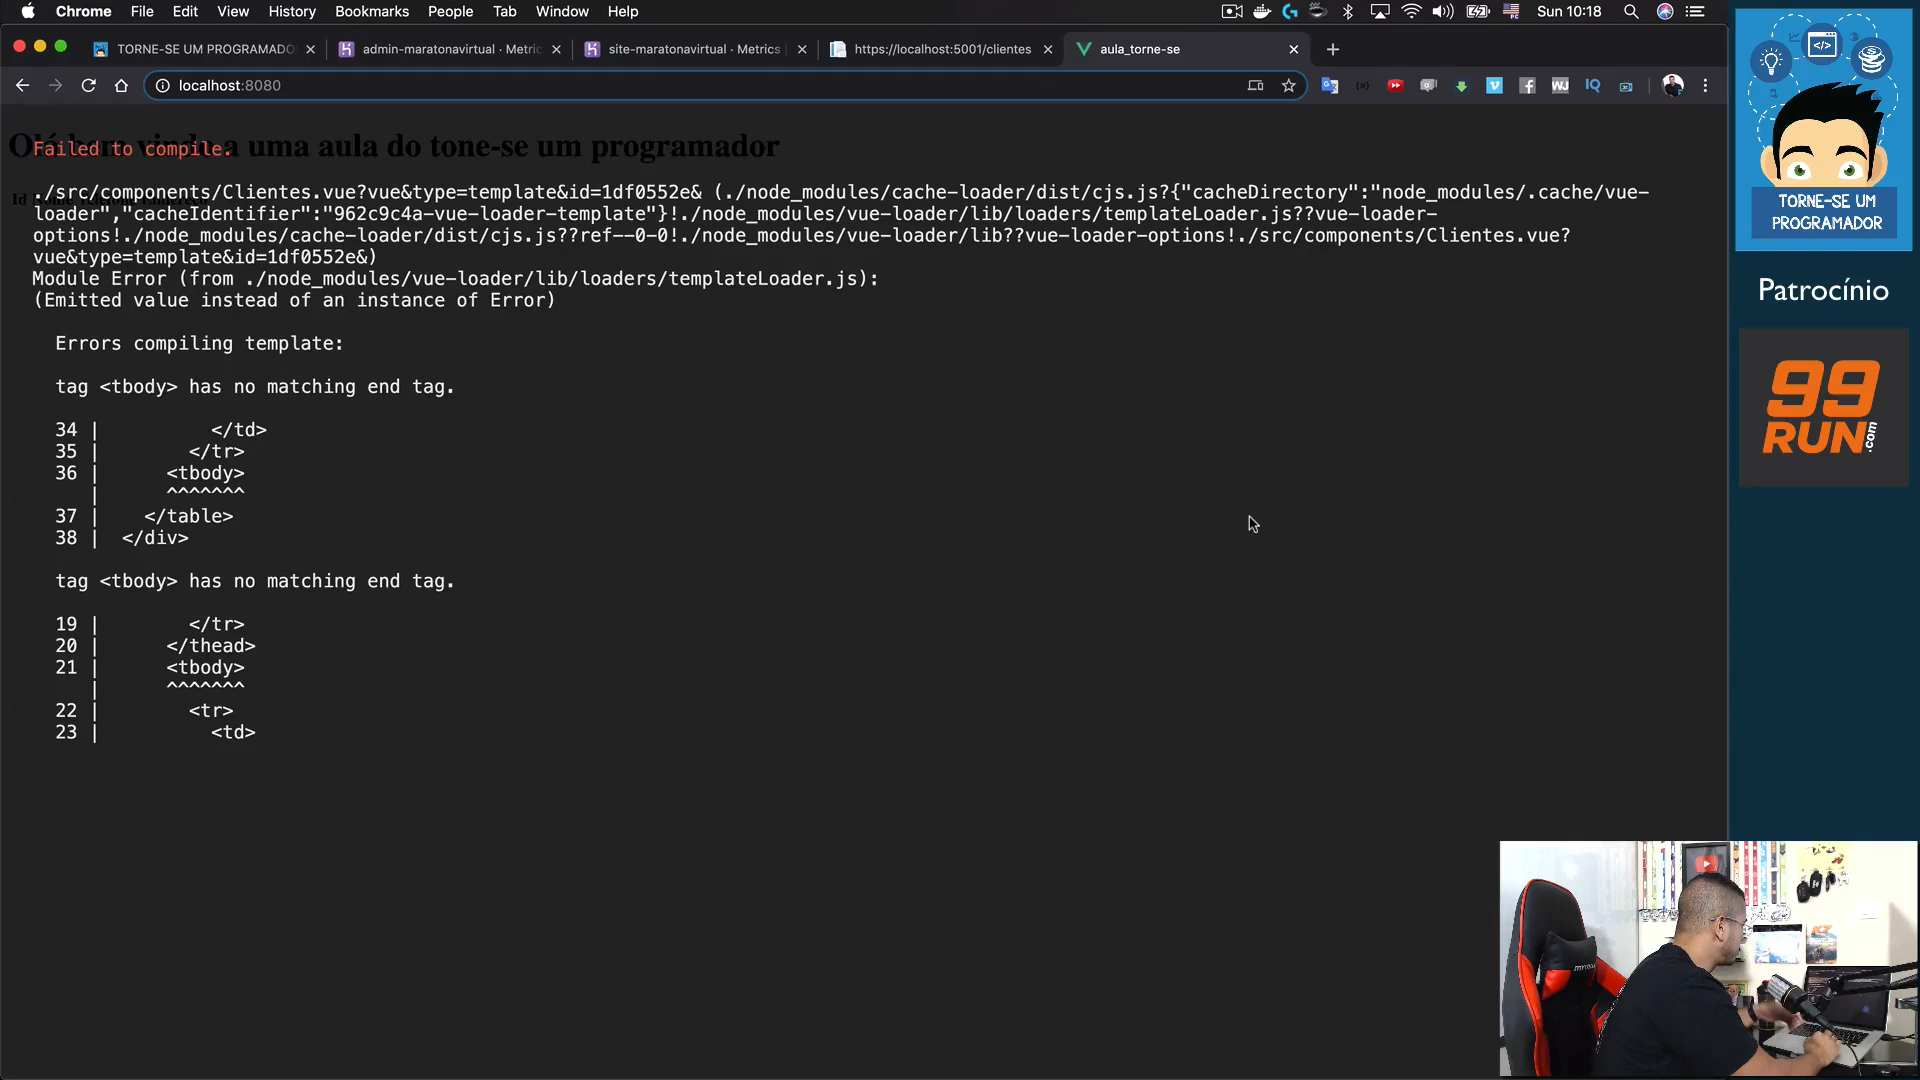 Chrome File Edit View History Bookmarks People Tab Window Help Sun 10:18
TORNE-SE UM PROGRAMADO
admin-maratonavirtual · Metric
site-maratonavirtual · Metrics
https://localhost:5001/clientes
aula_torne-se
localhost:8080
uma aula do tone-se um programador
Failed to compile.
./src/components/Clientes.vue?vue&type=template&id=1df0552e& (./node_modules/cache-loader/dist/cjs.js?{"cacheDirectory":"node_modules/.cache/vue-
loader","cacheIdentifier":"962c9c4a-vue-loader-template"}!./node_modules/vue-loader/lib/loaders/templateLoader.js??vue-loader-
options!./node_modules/cache-loader/dist/cjs.js??ref--0-0!./node_modules/vue-loader/lib??vue-loader-options!./src/components/Clientes.vue?
vue&type=template&id=1df0552e&)
Module Error (from ./node_modules/vue-loader/lib/loaders/templateLoader.js):
(Emitted value instead of an instance of Error)
Errors compiling template:
tag <tbody> has no matching end tag.
34 | </td>
35 | </tr>
36 | <tbody>
| ^^^^^^^
37 | </table>
38 | </div>
tag <tbody> has no matching end tag.
19 | </tr>
20 | </thead>
21 | <tbody>
| ^^^^^^^
22 | <tr>
23 | <td>
TORNE-SE UM
PROGRAMADOR
Patrocínio
99
RUN.com